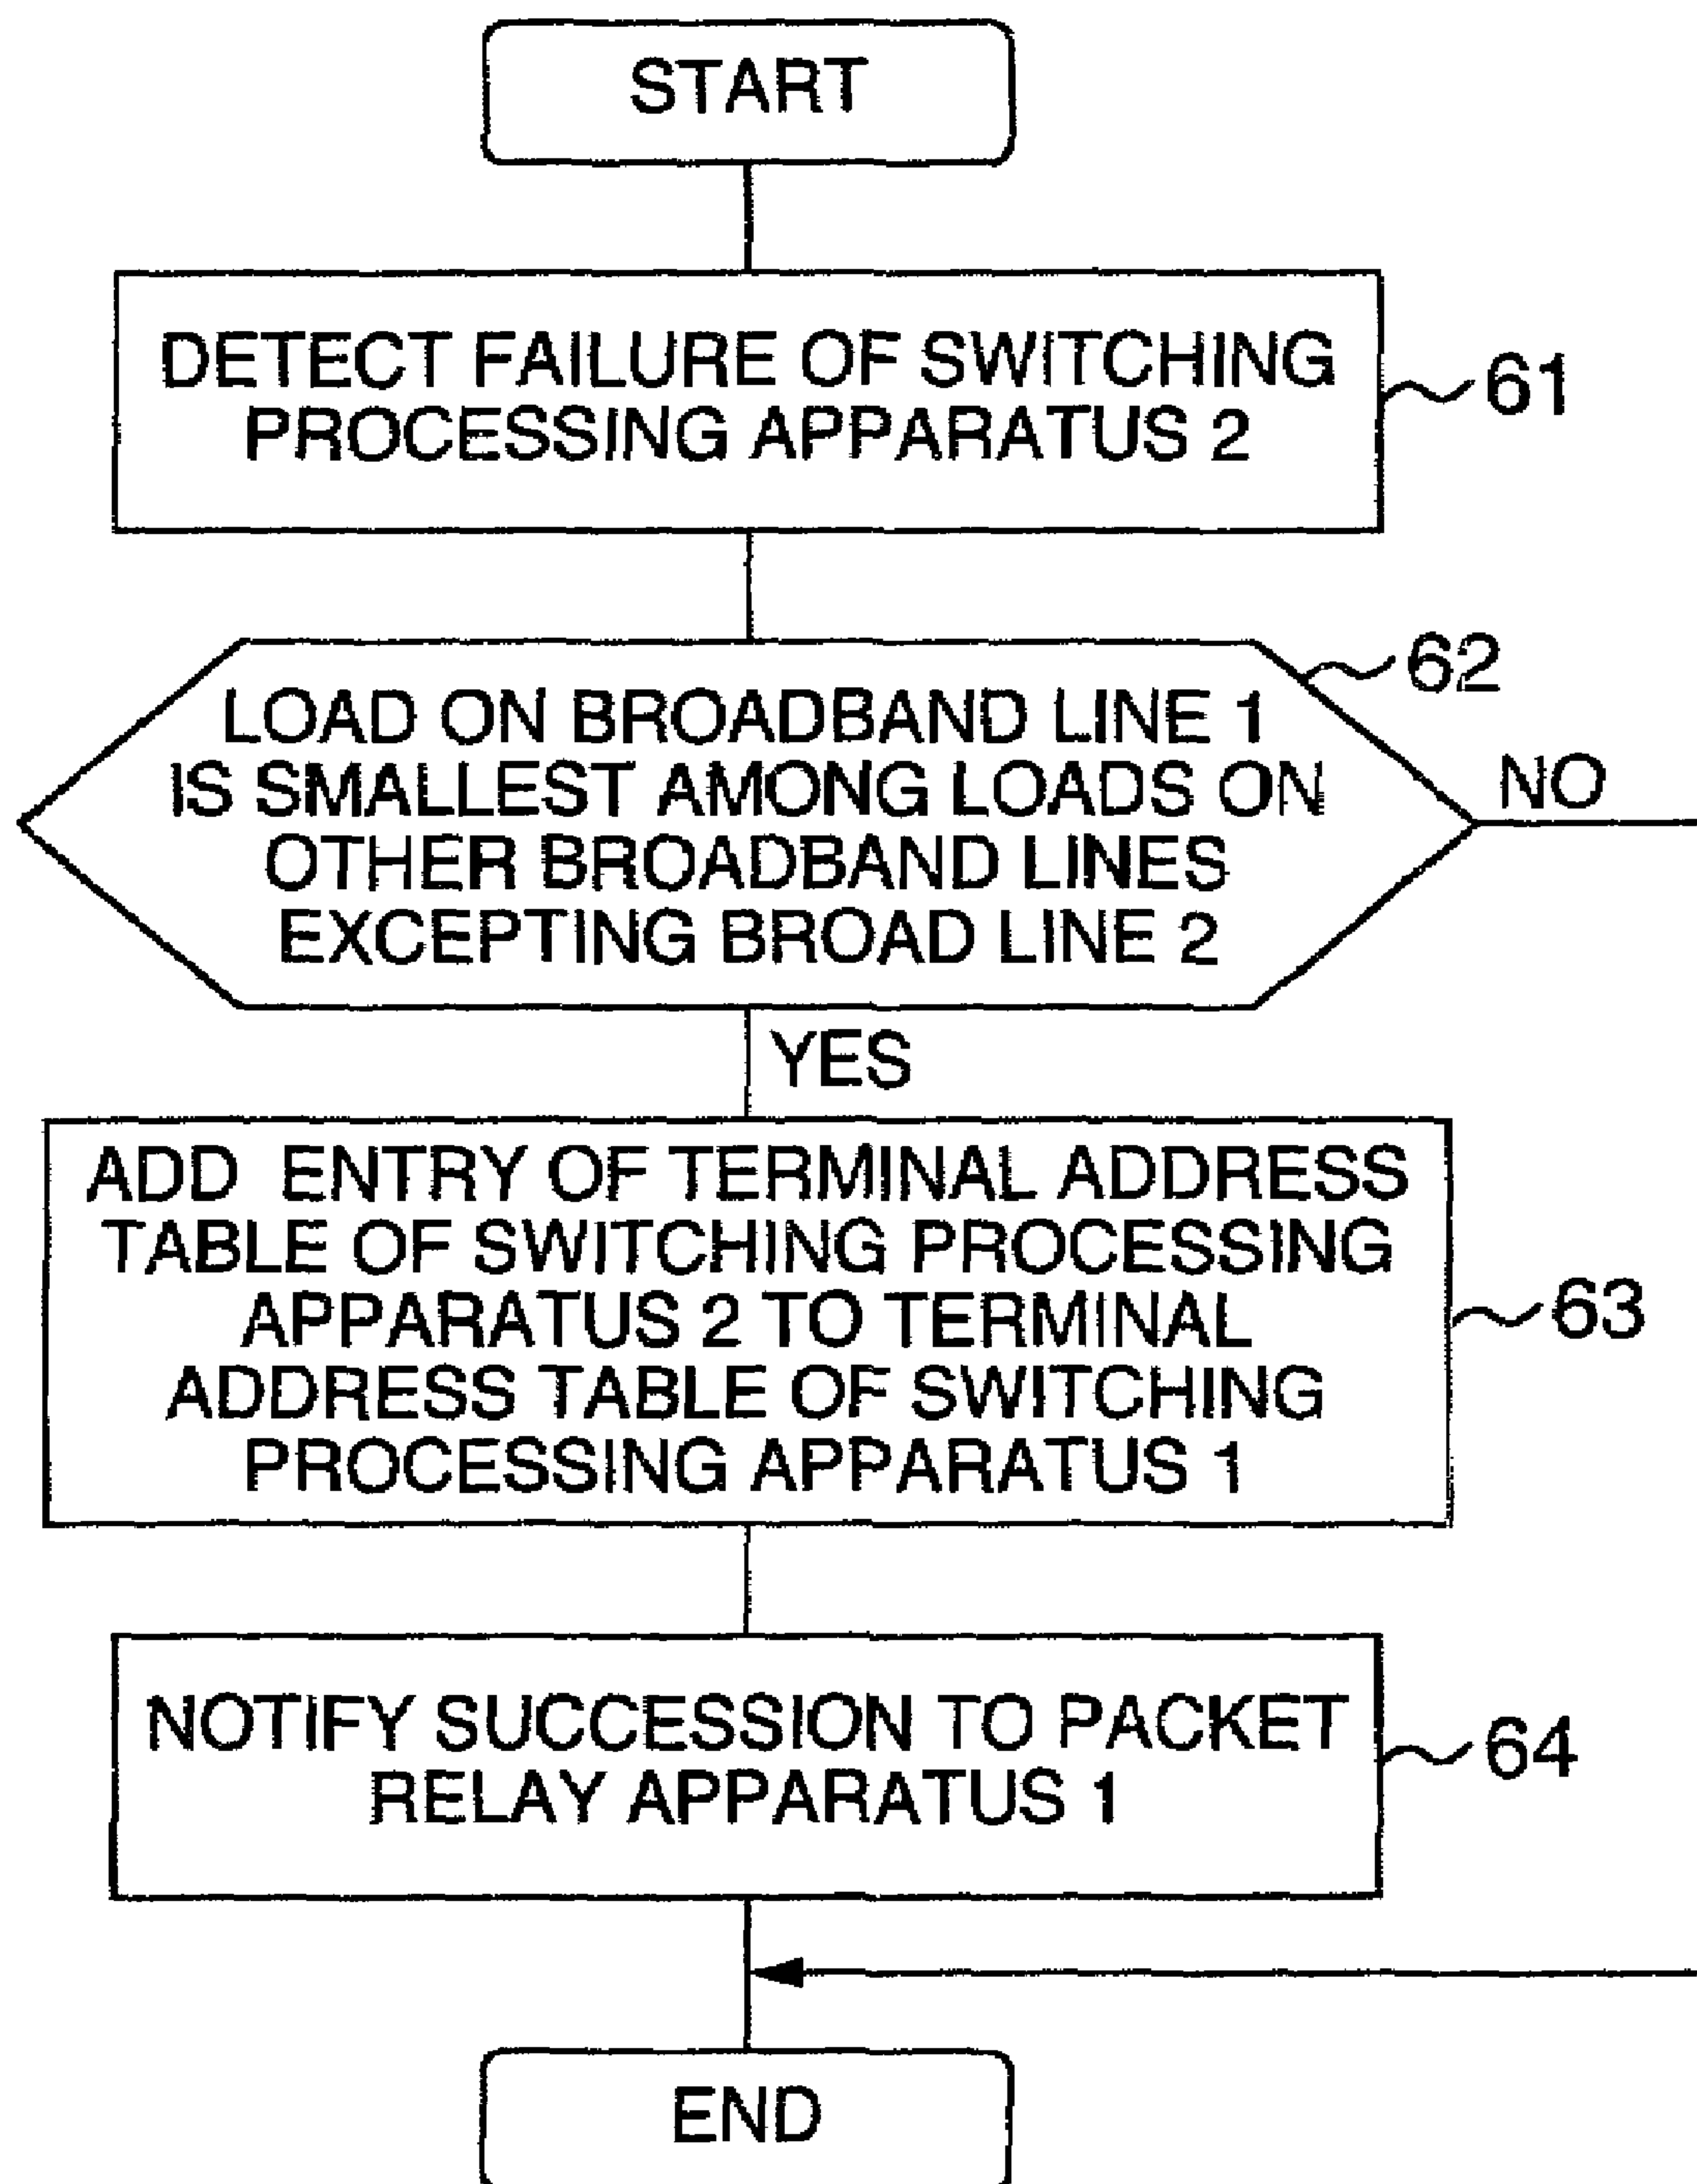 START
DETECT FAILURE OF SWITCHING
PROCESSING APPARATUS 2
61
62
LOAD ON BROADBAND LINE 1
IS SMALLEST AMONG LOADS ON
OTHER BROADBAND LINES
EXCEPTING BROAD LINE 2
NO
YES
ADD ENTRY OF TERMINAL ADDRESS
TABLE OF SWITCHING PROCESSING
APPARATUS 2 TO TERMINAL
ADDRESS TABLE OF SWITCHING
PROCESSING APPARATUS 1
63
NOTIFY SUCCESSION TO PACKET
RELAY APPARATUS 1
64
END